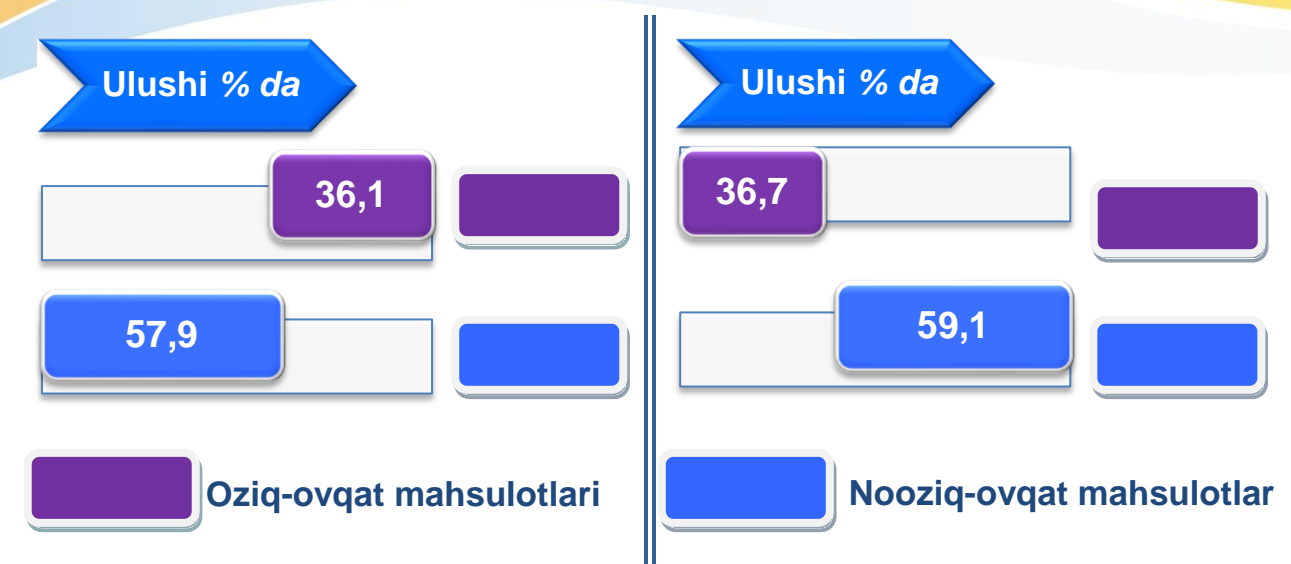 Ulushi % da
36,1
57,9
Ulushi % da
36,7
59,1
Oziq-ovqat mahsulotlari
Nooziq-ovqat mahsulotlar